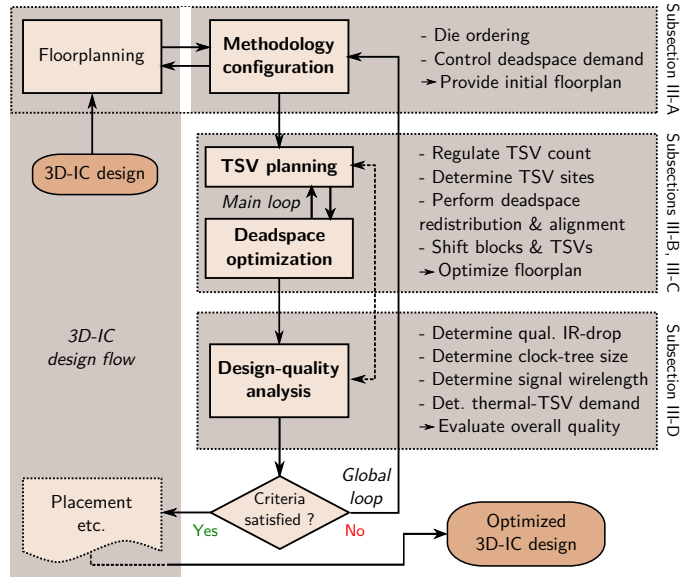 Floorplanning
Methodology
configuration
- Die ordering
- Control deadspace demand
→ Provide initial floorplan
Subsection III-A
3D-IC design
TSV planning
Main loop
Deadspace
optimization
- Regulate TSV count
- Determine TSV sites
- Perform deadspace
redistribution & alignment
- Shift blocks & TSVs
→ Optimize floorplan
Subsections III-B, III-C
3D-IC
design flow
Design-quality
analysis
- Determine qual. IR-drop
- Determine clock-tree size
- Determine signal wirelength
- Det. thermal-TSV demand
→ Evaluate overall quality
Subsection III-D
Global
loop
Placement
etc.
Criteria
satisfied ?
Yes
No
Optimized
3D-IC design